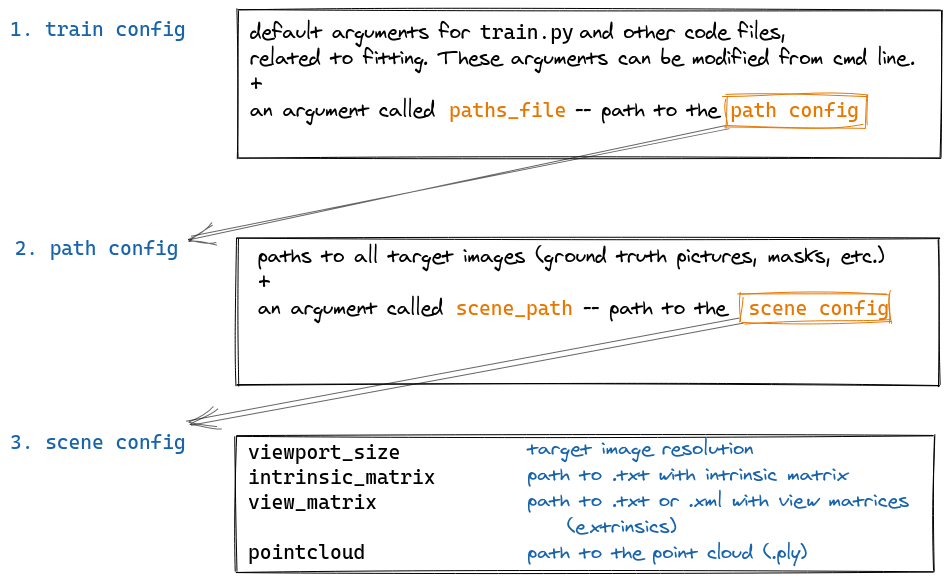 1. train config
default arguments for train.py and other code files,
related to fitting. These arguments can be modified from cmd line.
+
an argument called paths_file -- path to the path config
2. path config
paths to all target images (ground truth pictures, masks, etc.)
+
an argument called scene_path -- path to the scene config
3. scene config
viewport_size target image resolution
intrinsic_matrix path to .txt with intrinsic matrix
view_matrix path to .txt or .xml with view matrices
(extrinsics)
pointcloud path to the point cloud (.ply)